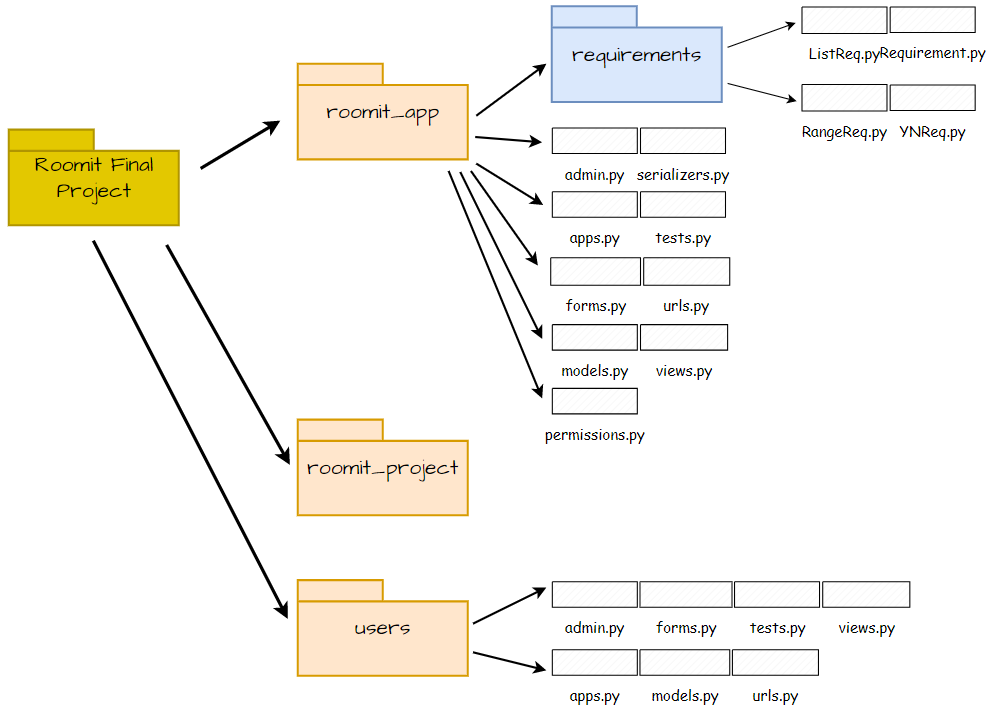 requirements
ListReq.py Requirement.py
RangeReq.py YNReq.py
roomit_app
admin.py serializers.py
apps.py tests.py
forms.py urls.py
models.py views.py
permissions.py
Roomit Final
Project
roomit_project
users
admin.py forms.py tests.py views.py
apps.py models.py urls.py